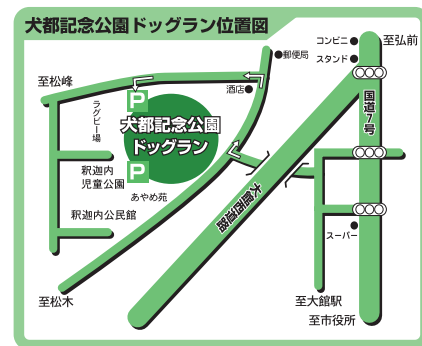 犬都記念公園ドッグラン位置図
コンビニ
至弘前
郵便局
スタンド
至松峰
酒店
P
国道7号
ラグビー場
犬都記念公園
ドッグラン
P
釈迦内
児童公園
あやめ苑
釈迦内公民館
大館西道路
スーパー
至松木
至大館駅
至市役所